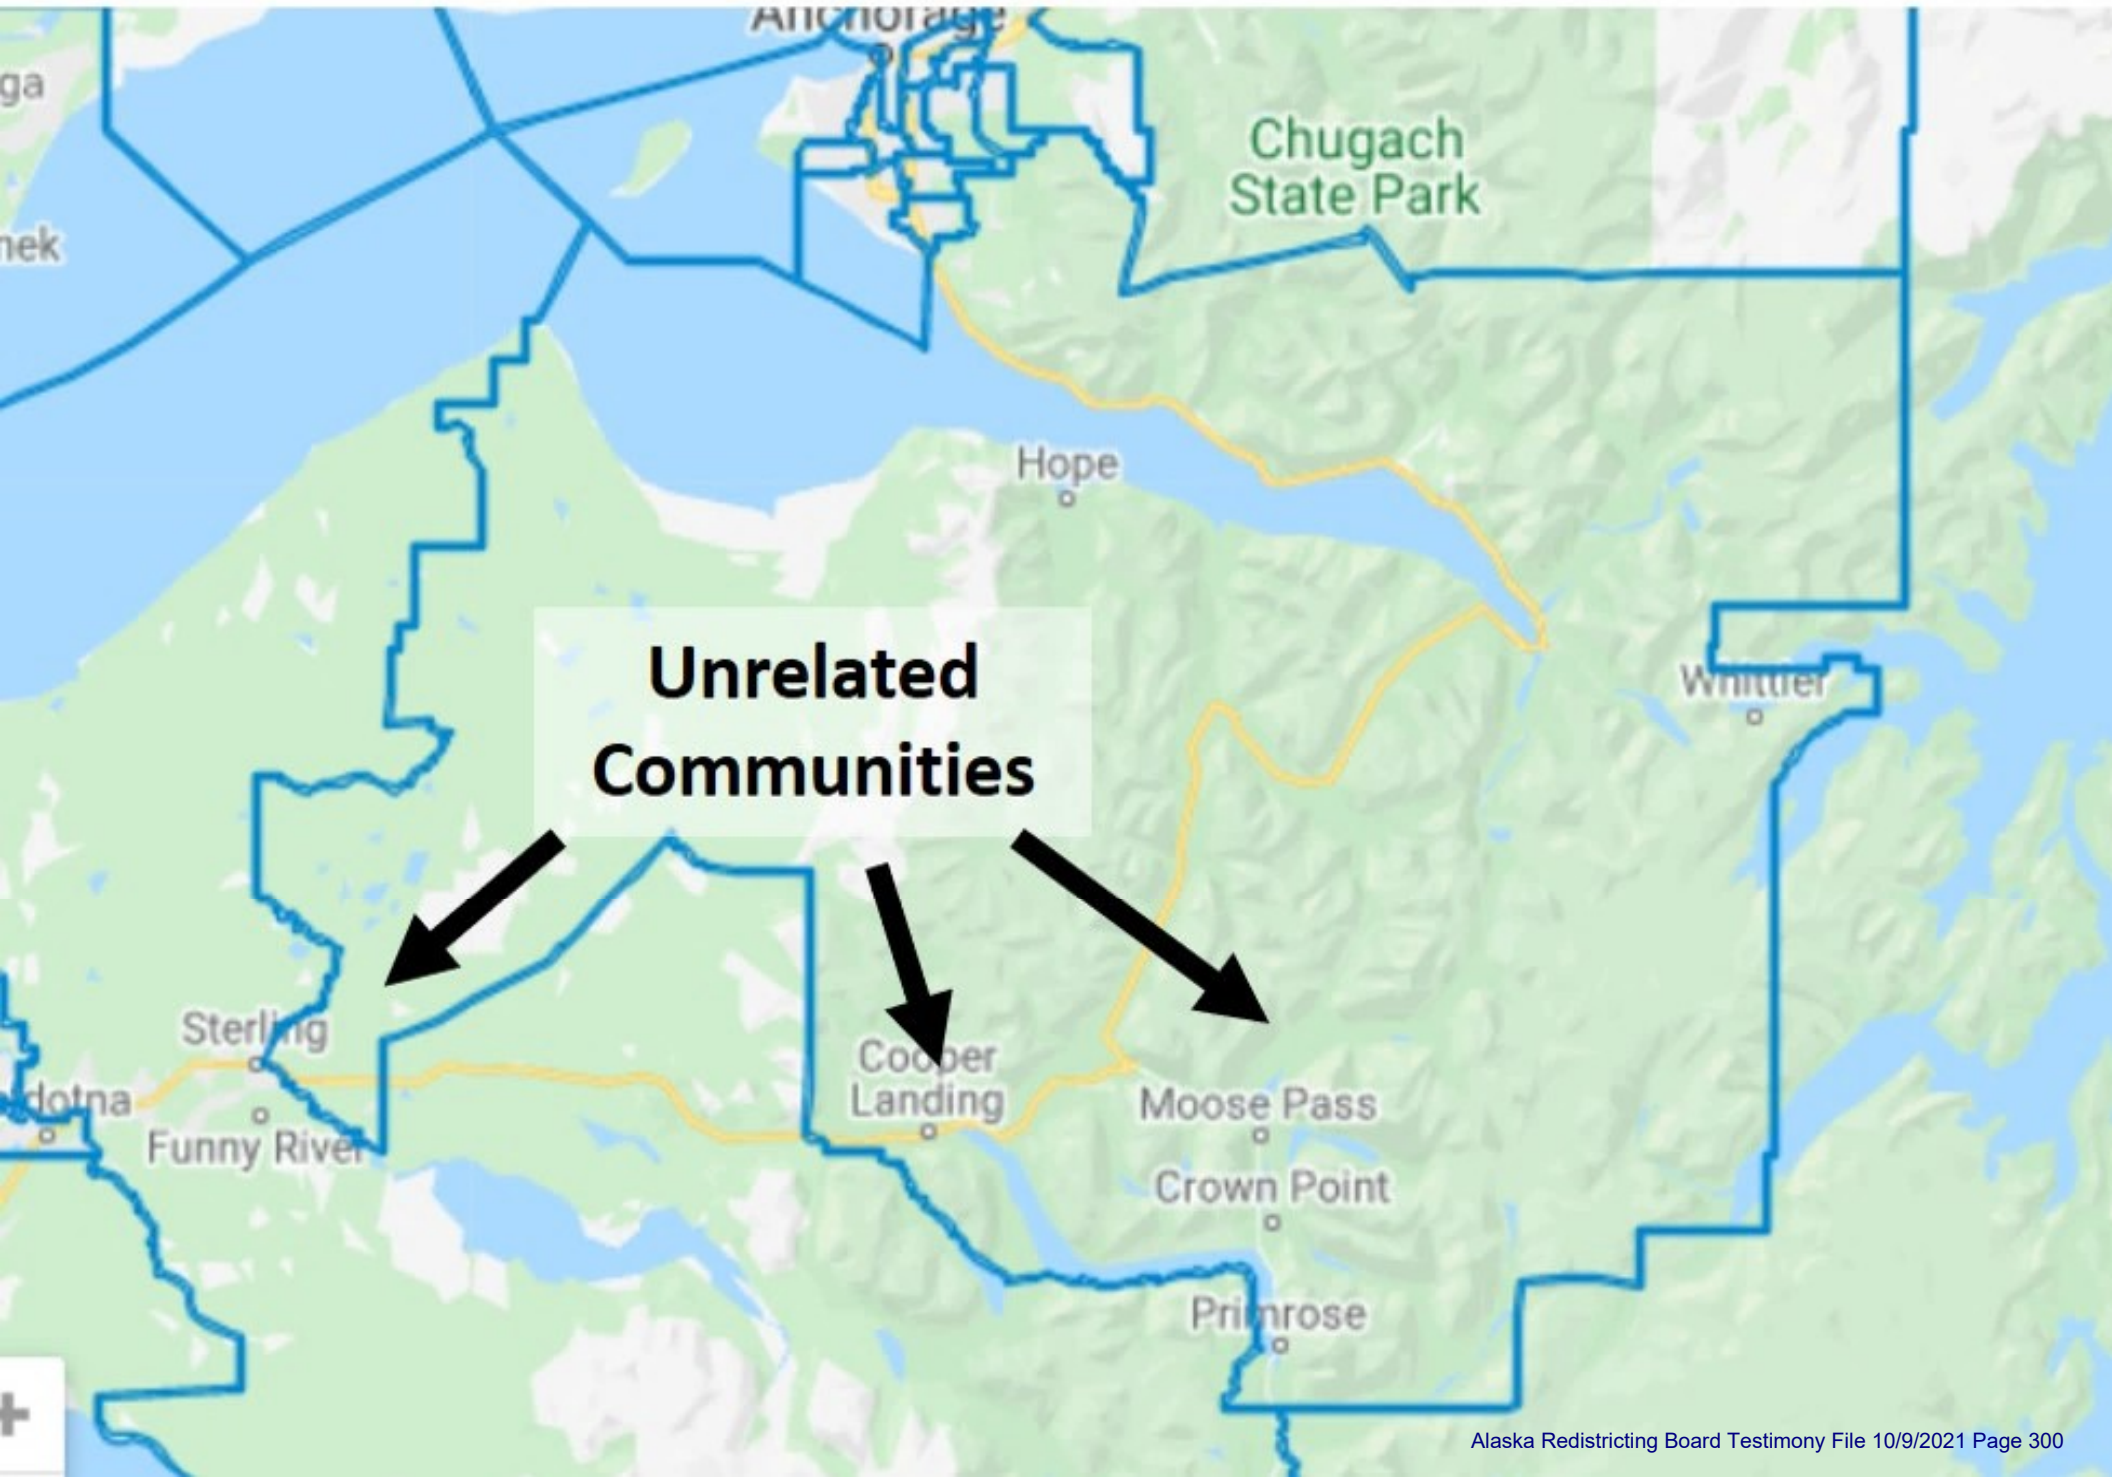 Anchorage
ga
Chugach
State Park
nek
Hope
Unrelated
Communities
Whittier
Sterling
Cooper
Landing
dotna
Moose Pass
Funny River
Crown Point
Primrose
+
Alaska Redistricting Board Testimony File 10/9/2021 Page 300